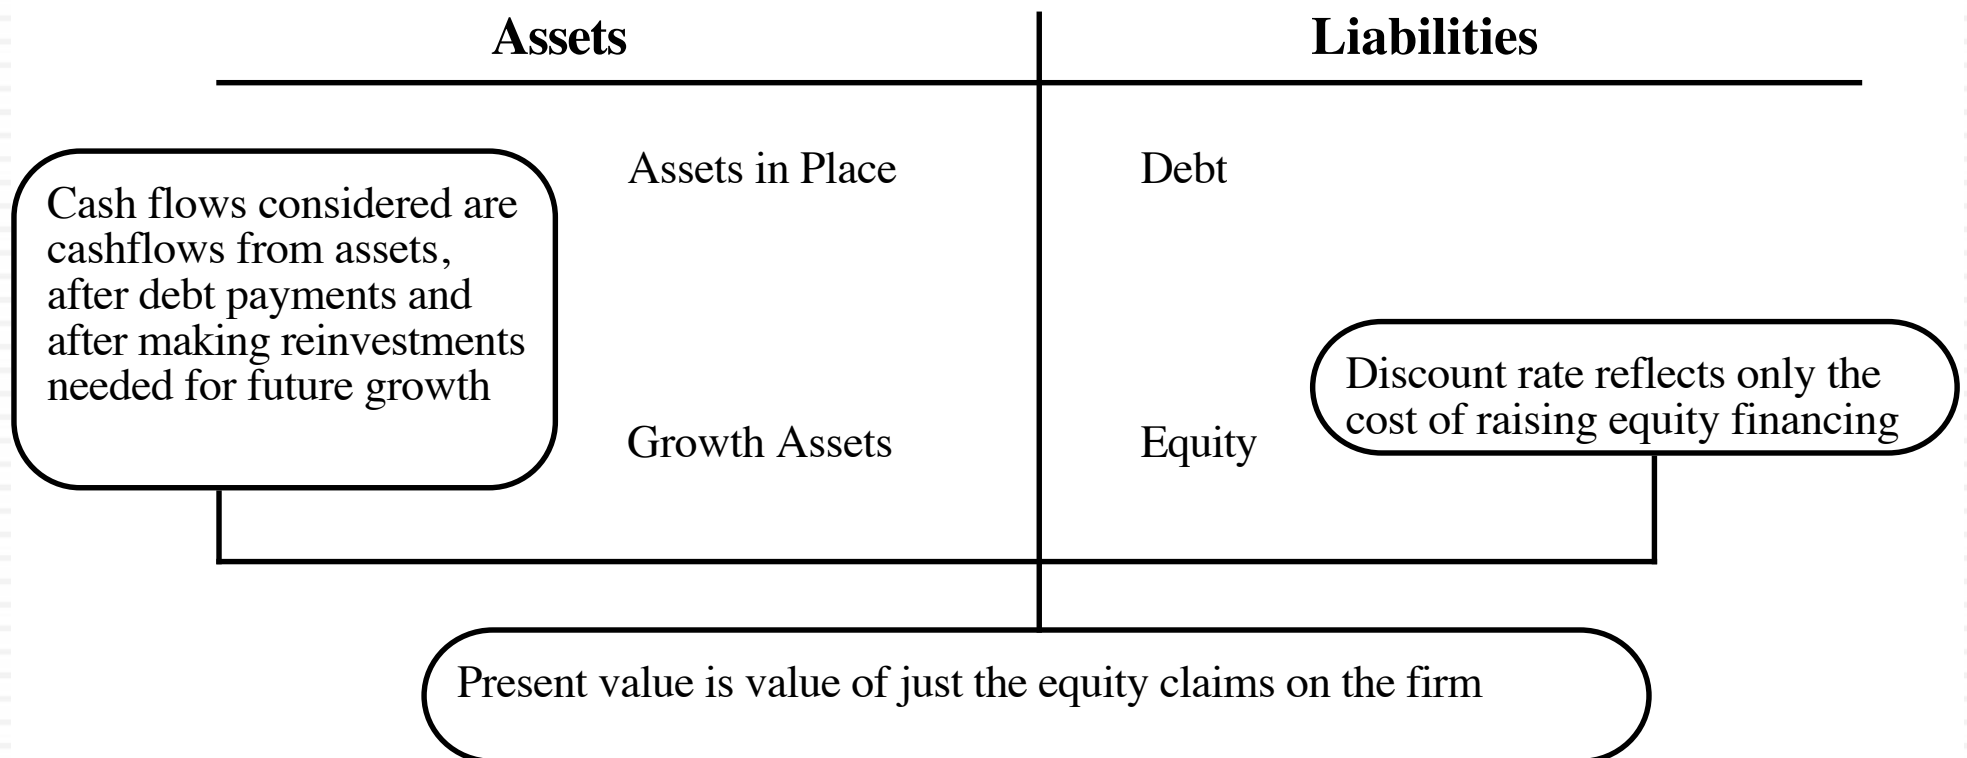 Assets
Liabilities
Assets in Place
Debt
Cash flows considered are
cashflows from assets,
after debt payments and
after making reinvestments
needed for future growth
Discount rate reflects only the
cost of raising equity financing
Growth Assets
Equity
Present value is value of just the equity claims on the firm